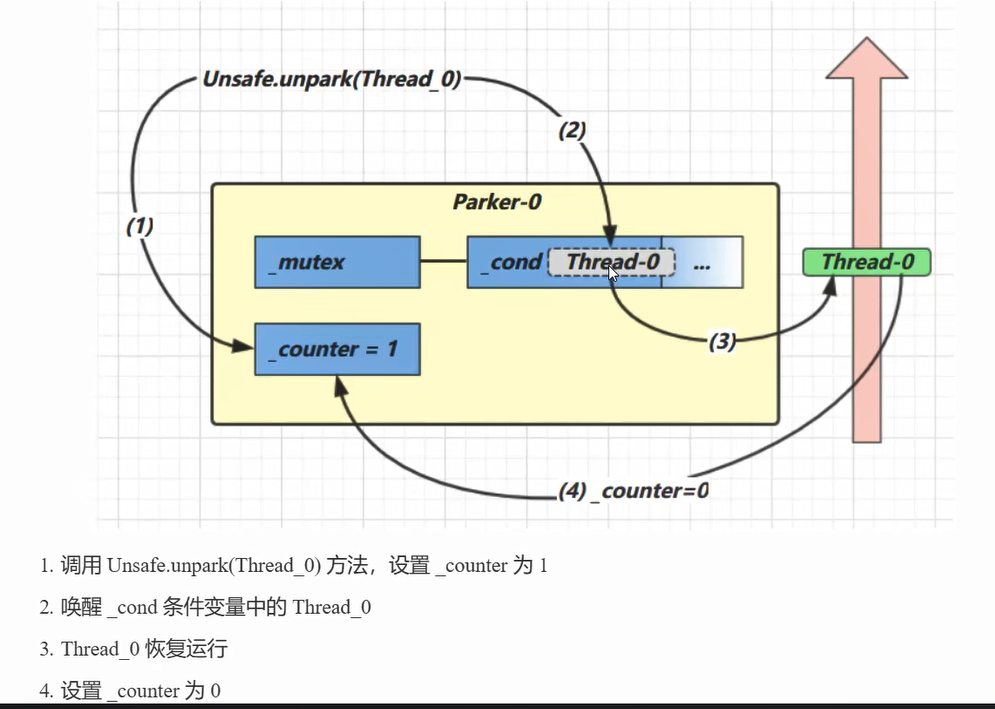 Unsafe.unpark(Thread_0)
(2)
Parker-0
(1)
_mutex
_cond
Thread-0
...
Thread-0
_counter = 1
(3)
(4) _counter=0
1. 调用 Unsafe.unpark(Thread_0) 方法，设置 _counter 为 1
2. 唤醒 _cond 条件变量中的 Thread_0
3. Thread_0 恢复运行
4. 设置 _counter 为 0